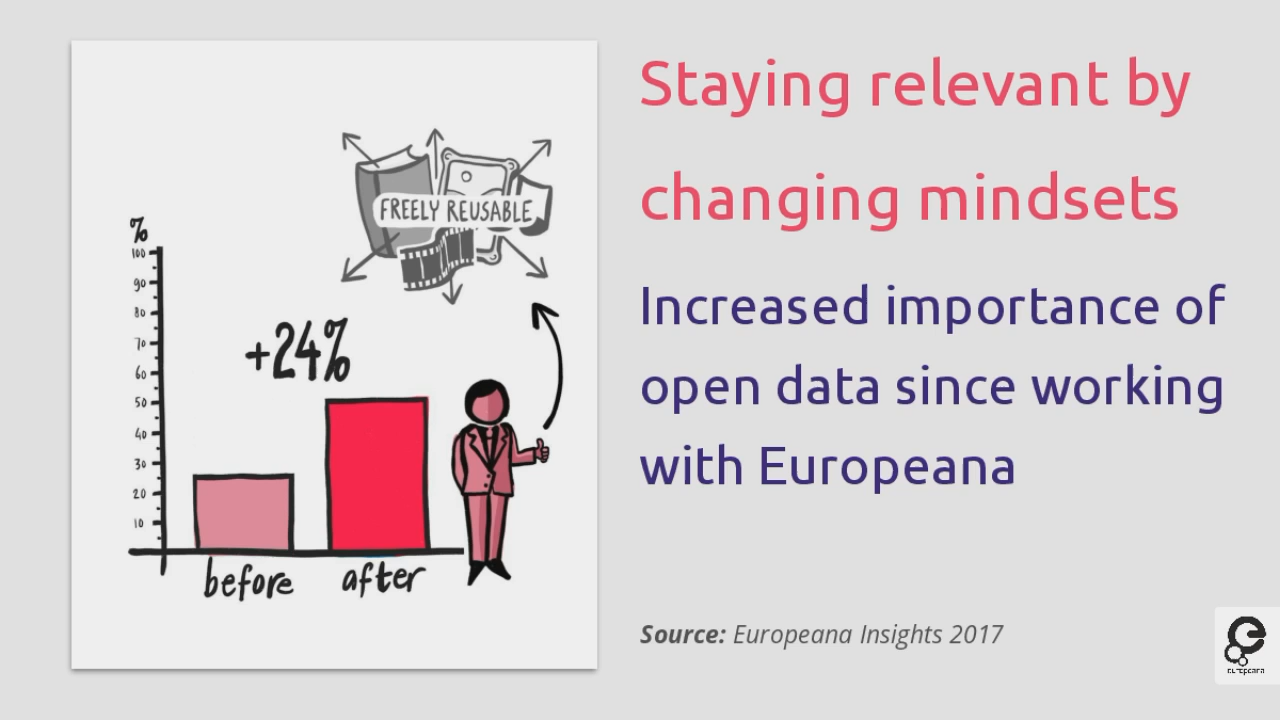 Staying relevant by
changing mindsets
Increased importance of
open data since working
with Europeana
FREELY REUSABLE
%
100
90
80
70
60
50
40
30
20
10
+24%
before after
Source: Europeana Insights 2017
europeana